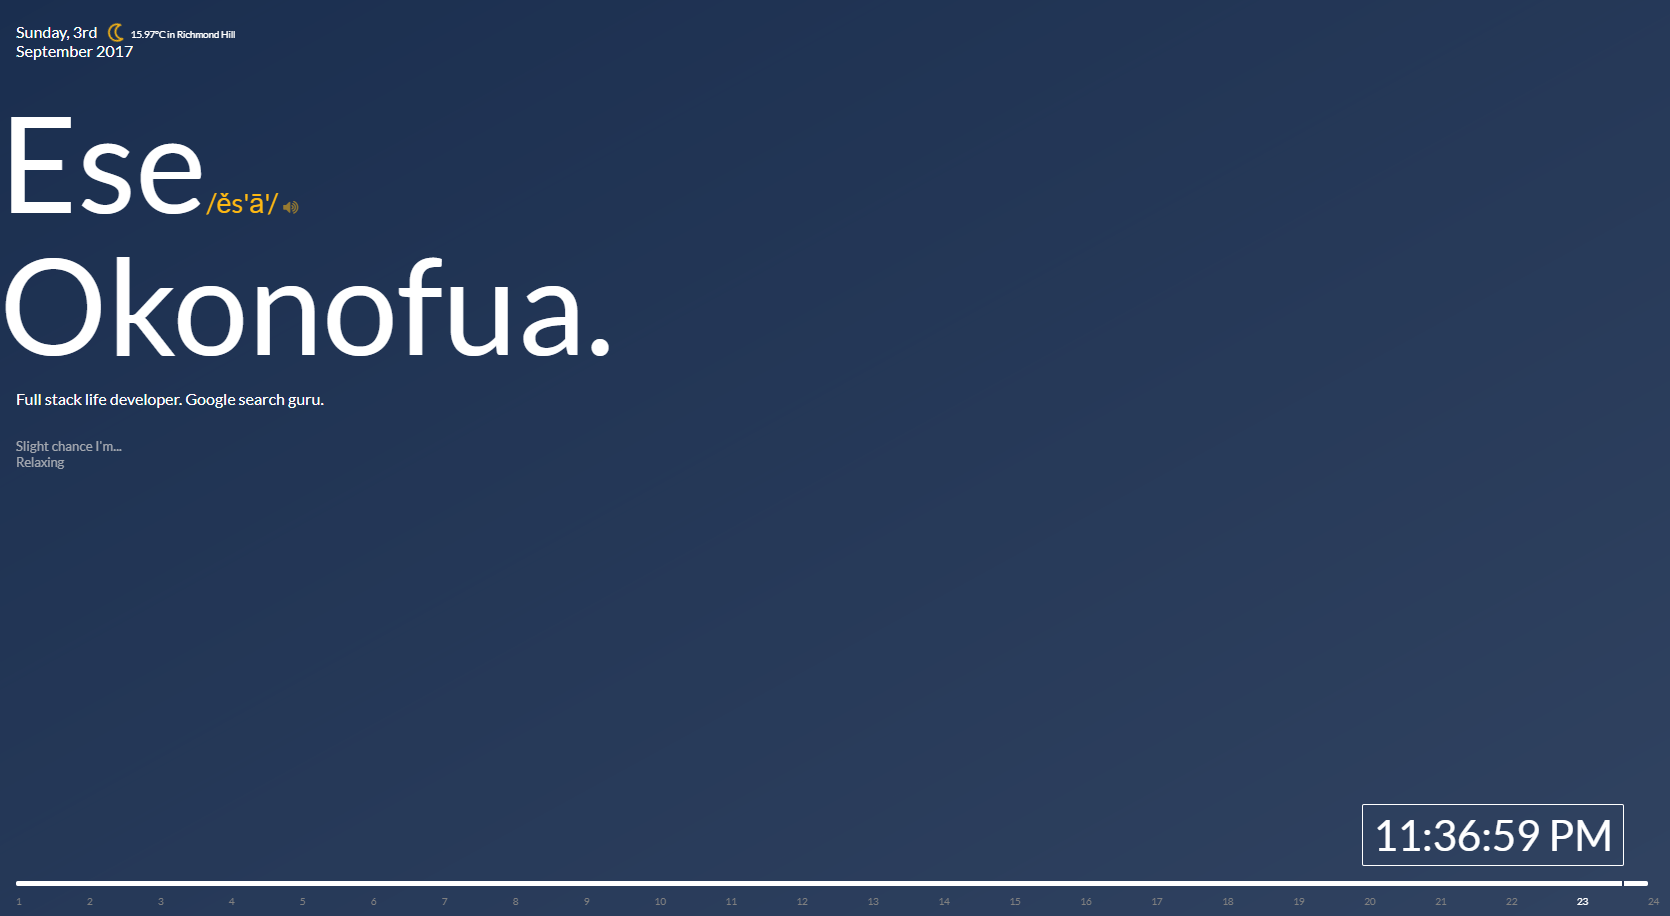 Sunday, 3rd
15.97°C in Richmond Hill
September 2017
Ese
/ĕs'ā'/
Okonofua.
Full stack life developer. Google search guru.
Slight chance I'm...
Relaxing
11:36:59 PM
1 2 3 4 5 6 7 8 9 10 11 12 13 14 15 16 17 18 19 20 21 22 23 24